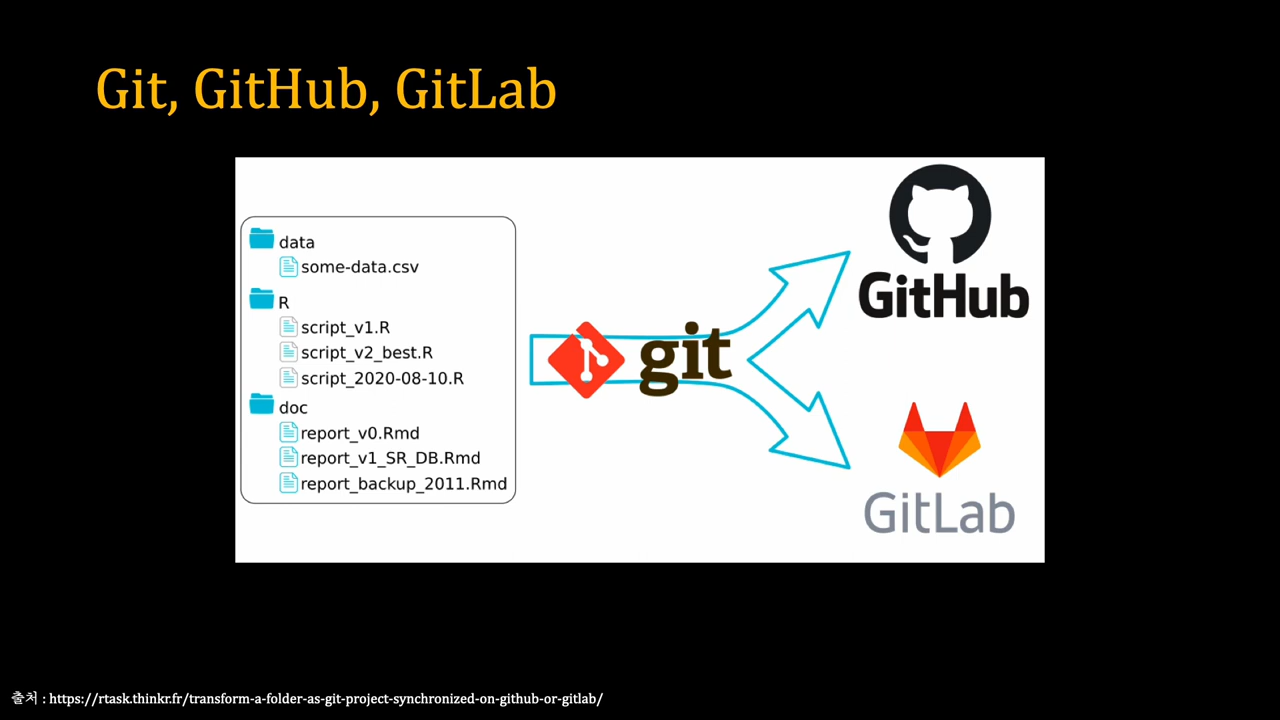 Git, GitHub, GitLab
data
some-data.csv
R
script_v1.R
script_v2_best.R
script_2020-08-10.R
doc
report_v0.Rmd
report_v1_SR_DB.Rmd
report_backup_2011.Rmd
git
GitHub
GitLab
출처 : https://rtask.thinkr.fr/transform-a-folder-as-git-project-synchronized-on-github-or-gitlab/